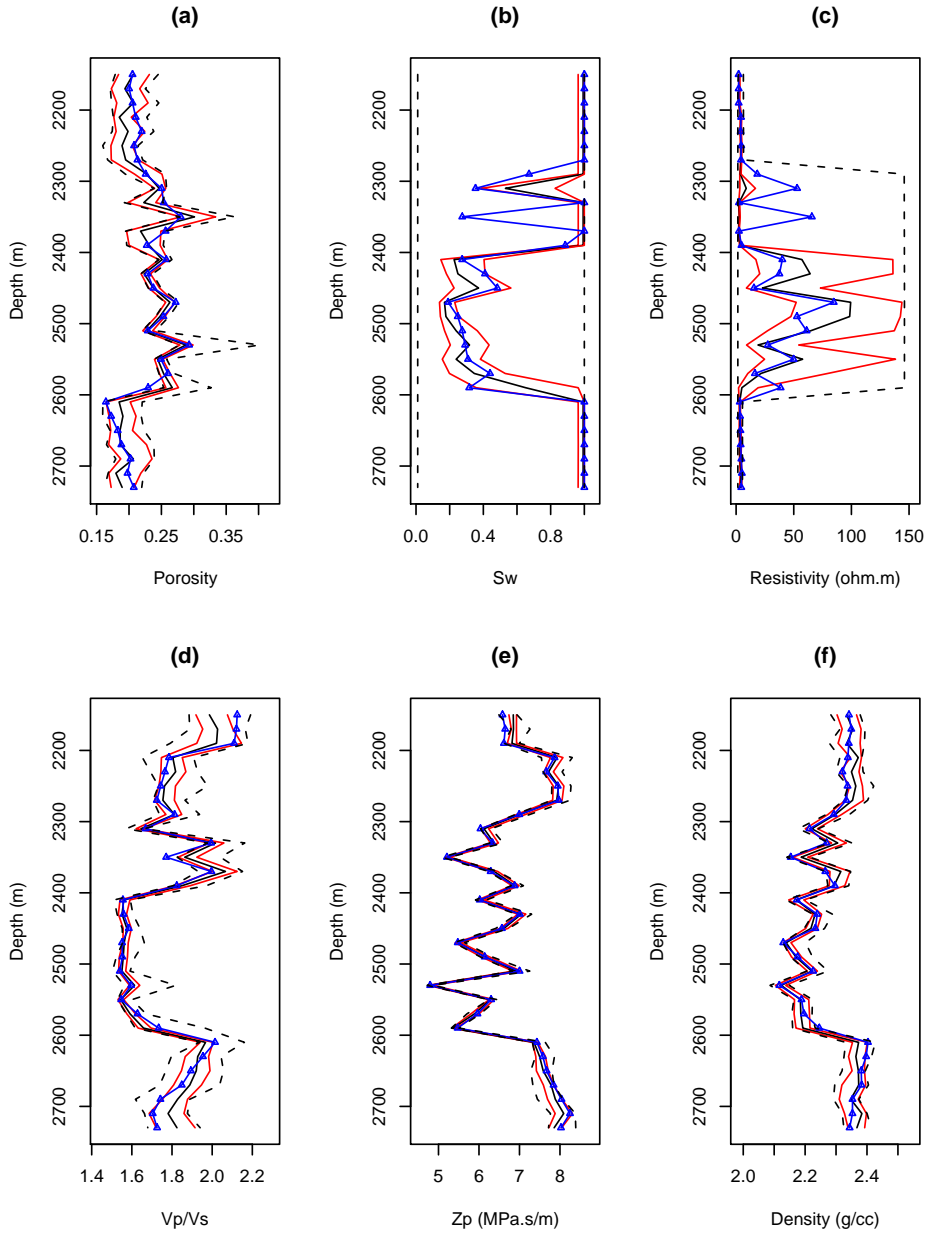 (a)
(b)
(c)
Depth (m)
2200
2300
2400
2500
2600
2700
0.15 0.25 0.35
Porosity
Depth (m)
2200
2300
2400
2500
2600
2700
0.0 0.4 0.8
Sw
Depth (m)
2200
2300
2400
2500
2600
2700
0 50 100 150
Resistivity (ohm.m)
(d)
(e)
(f)
Depth (m)
2200
2300
2400
2500
2600
2700
1.4 1.6 1.8 2.0 2.2
Vp/Vs
Depth (m)
2200
2300
2400
2500
2600
2700
5 6 7 8
Zp (MPa.s/m)
Depth (m)
2200
2300
2400
2500
2600
2700
2.0 2.2 2.4
Density (g/cc)